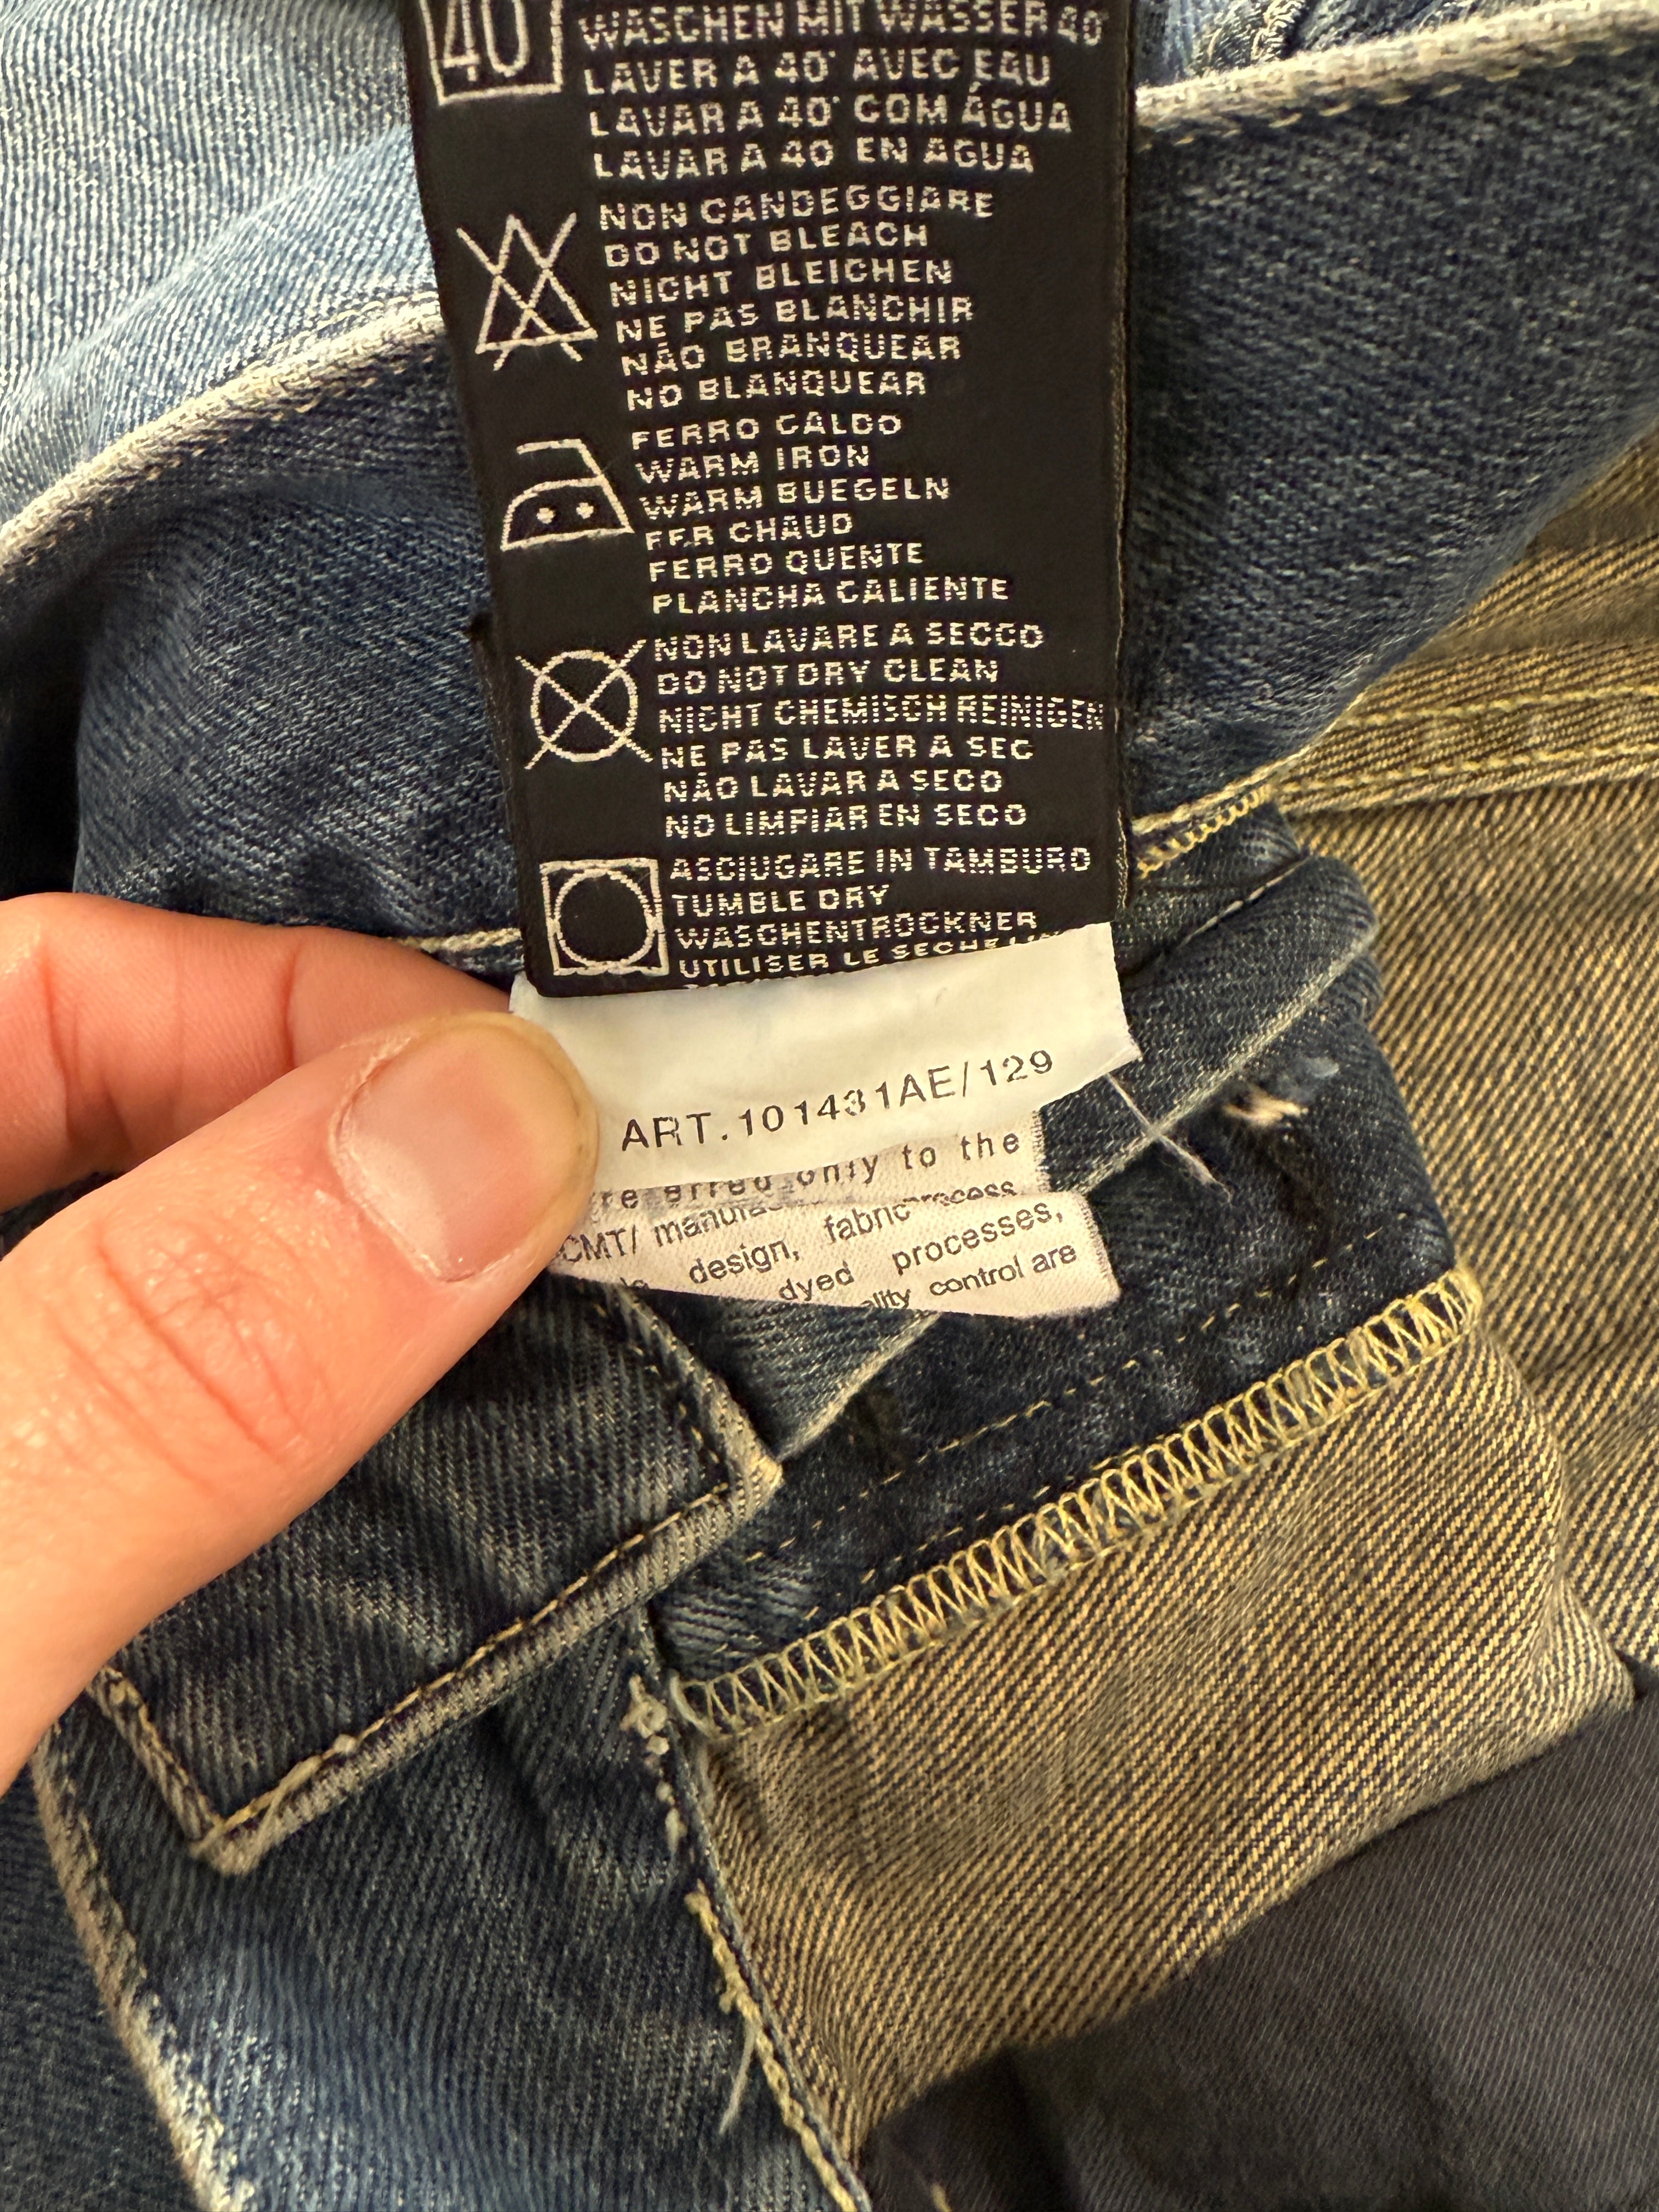 40
WASCHEN MIT WASSER 40°
LAVER A 40° AVEC EAU
LAVAR A 40° COM ÁGUA
LAVAR A 40 EN AGUA
NON CANDEGGIARE
DO NOT BLEACH
NICHT BLEICHEN
NE PAS BLANCHIR
NÃO BRANQUEAR
NO BLANQUEAR
FERRO CALDO
WARM IRON
WARM BUEGELN
FER CHAUD
FERRO QUENTE
PLANCHA CALIENTE
NON LAVARE A SECCO
DO NOT DRY CLEAN
NICHT CHEMISCH REINIGEN
NE PAS LAVER A SEC
NÃO LAVAR A SECO
NO LIMPIAR EN SECO
ASCIUGARE IN TAMBURO
TUMBLE DRY
WASCHENTROCKNER
UTILISER LE
ART.101431AE/129
only to the
CMT/ fabric process,
design, processes,
dyed control are